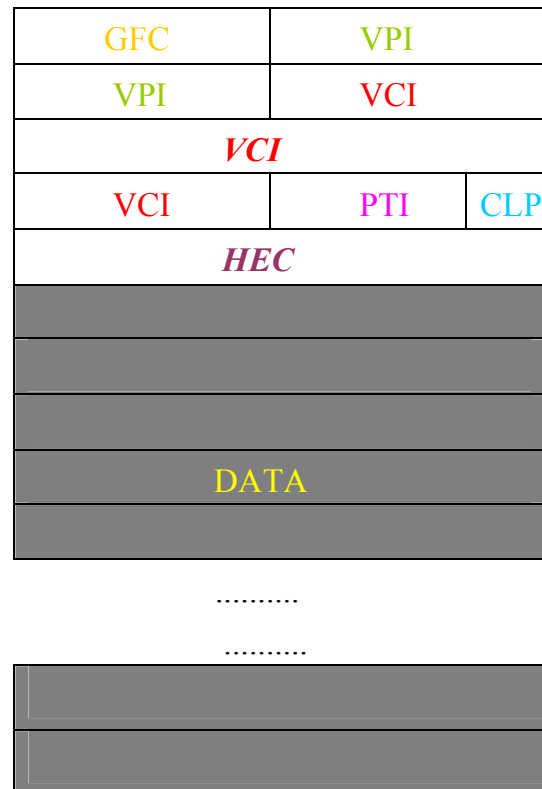 GFC VPI
VPI VCI
VCI
VCI PTI CLP
HEC
DATA
..........
..........